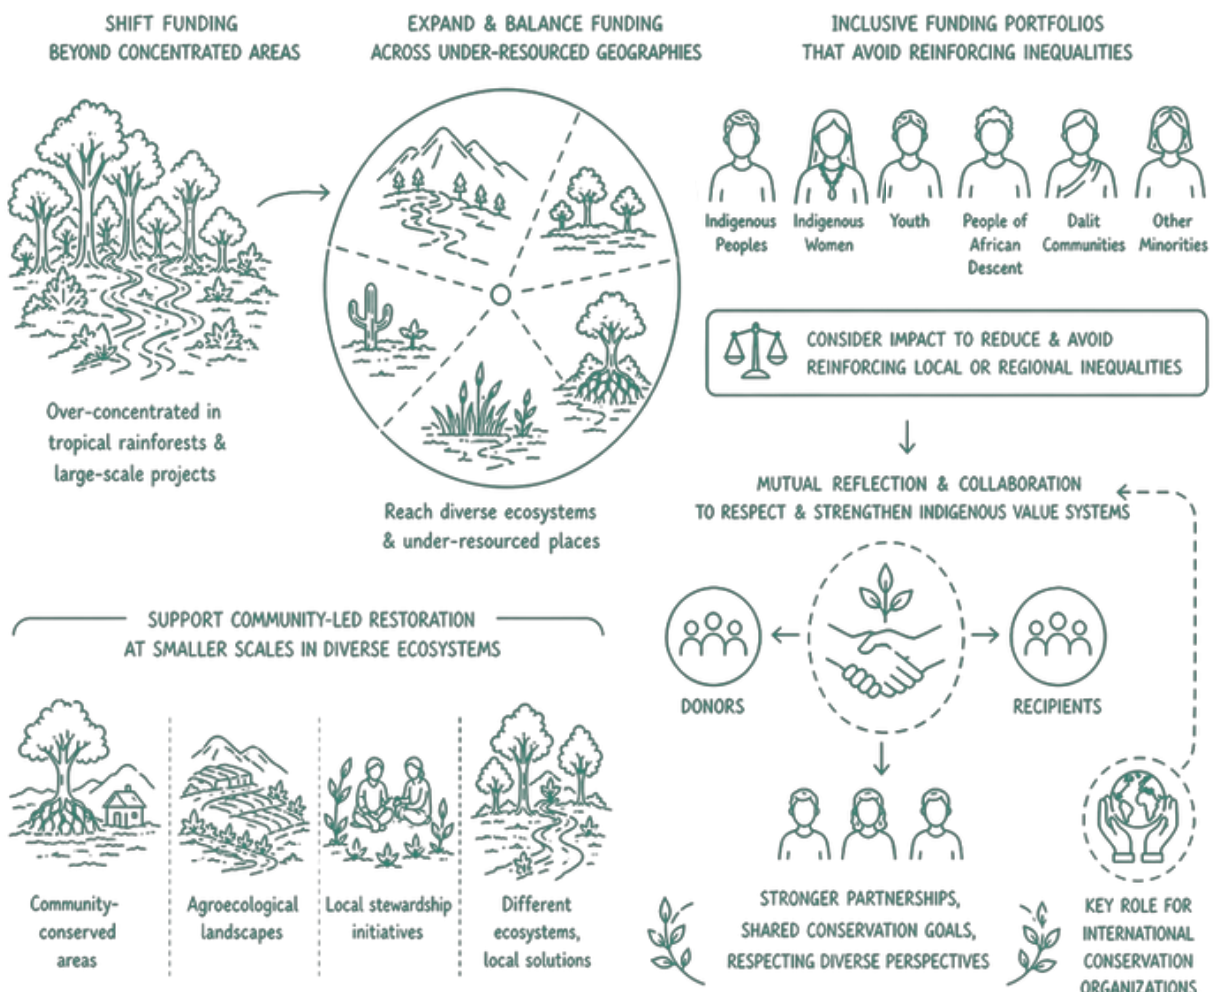 SHIFT FUNDING
BEYOND CONCENTRATED AREAS
Over-concentrated in
tropical rainforests &
large-scale projects
EXPAND & BALANCE FUNDING
ACROSS UNDER-RESOURCED GEOGRAPHIES
Reach diverse ecosystems
& under-resourced places
INCLUSIVE FUNDING PORTFOLIOS
THAT AVOID REINFORCING INEQUALITIES
Indigenous
Peoples
Indigenous
Women
Youth
People of
African
Descent
Dalit
Communities
Other
Minorities
CONSIDER IMPACT TO REDUCE & AVOID
REINFORCING LOCAL OR REGIONAL INEQUALITIES
MUTUAL REFLECTION & COLLABORATION
TO RESPECT & STRENGTHEN INDIGENOUS VALUE SYSTEMS
DONORS
RECIPIENTS
STRONGER PARTNERSHIPS,
SHARED CONSERVATION GOALS,
RESPECTING DIVERSE PERSPECTIVES
KEY ROLE FOR
INTERNATIONAL
CONSERVATION
ORGANIZATIONS
SUPPORT COMMUNITY-LED RESTORATION
AT SMALLER SCALES IN DIVERSE ECOSYSTEMS
Community-
conserved
areas
Agroecological
landscapes
Local stewardship
initiatives
Different
ecosystems,
local solutions